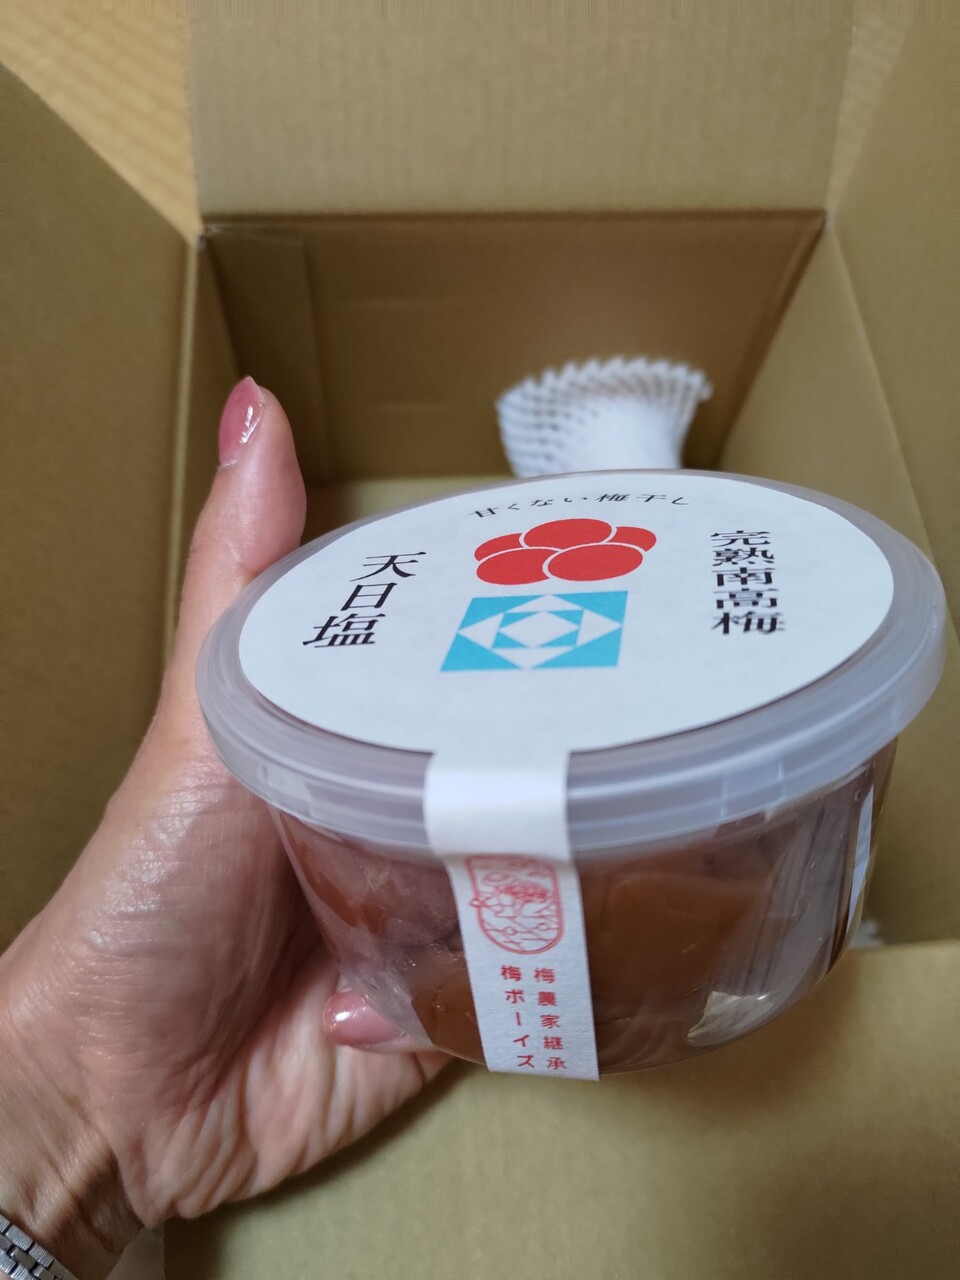 甘くない梅干し
完熟南高梅
天日塩
梅農家継承
梅ボーイズ